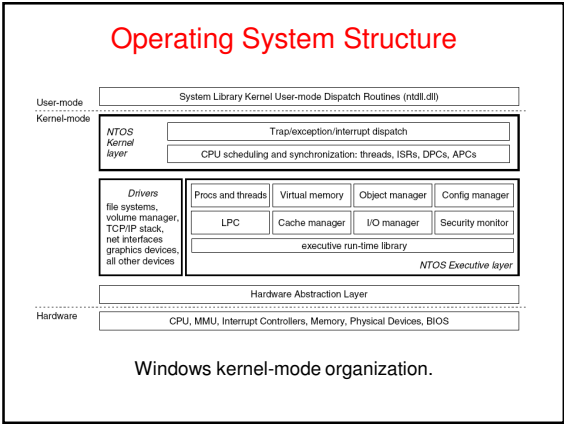 Operating System Structure
User-mode
System Library Kernel User-mode Dispatch Routines (ntdll.dll)
Kernel-mode
NTOS
Kernel
layer
Trap/exception/interrupt dispatch
CPU scheduling and synchronization: threads, ISRs, DPCs, APCs
Drivers
file systems,
volume manager,
TCP/IP stack,
net interfaces
graphics devices,
all other devices
Procs and threads
Virtual memory
Object manager
Config manager
LPC
Cache manager
I/O manager
Security monitor
executive run-time library
NTOS Executive layer
Hardware Abstraction Layer
Hardware
CPU, MMU, Interrupt Controllers, Memory, Physical Devices, BIOS
Windows kernel-mode organization.